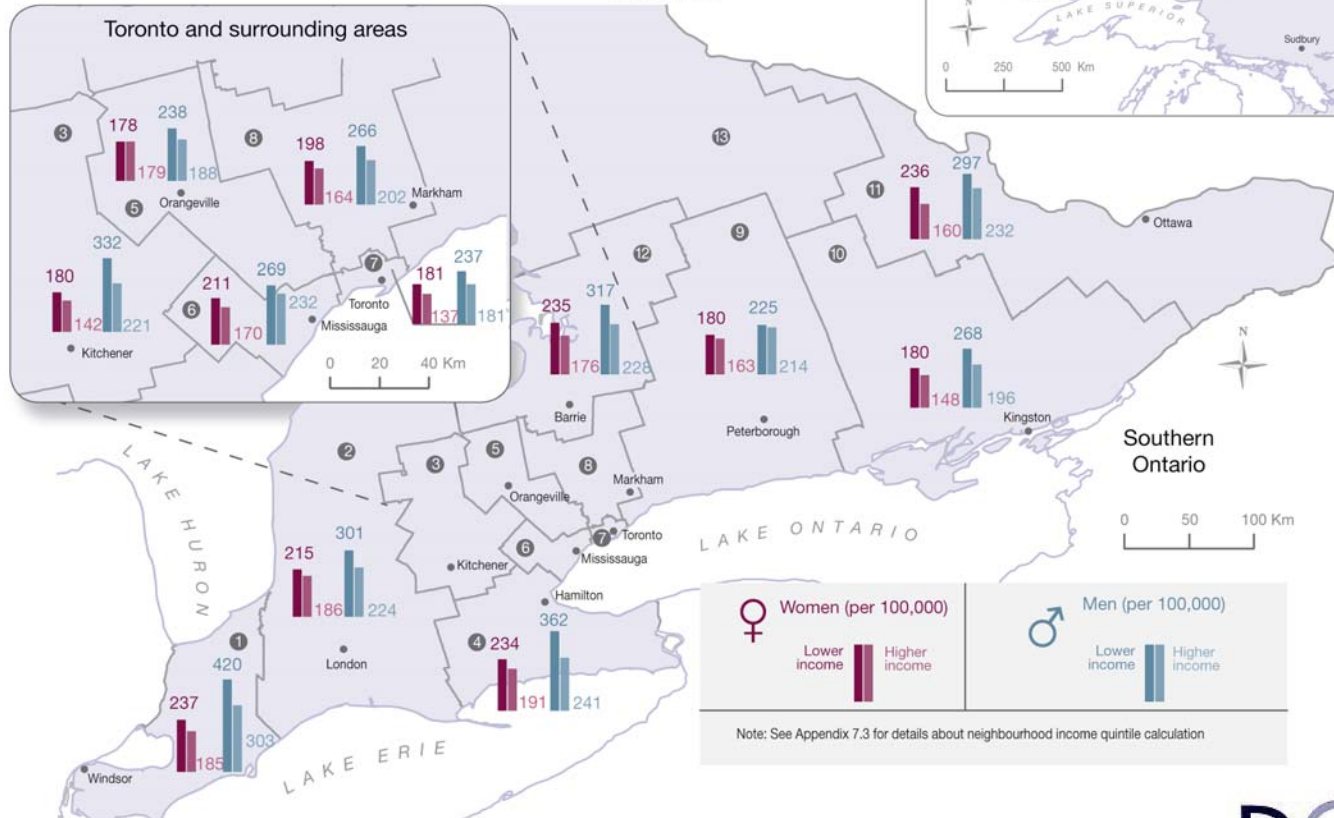 Toronto and surrounding areas
3
178
179
238
188
5
Orangeville
8
198
164
266
202
Markham
180
142
332
221
Kitchener
6
211
170
269
232
Mississauga
7
Toronto
181
137
237
181
0 20 40 Km
N
LAKE SUPERIOR
Sudbury
0 250 500 Km
13
11
236
160
297
232
Ottawa
12
235
176
317
228
Barrie
9
180
163
225
214
Peterborough
10
180
148
268
196
Kingston
N
Southern
Ontario
0 50 100 Km
LAKE HURON
2
3
5
Orangeville
8
Markham
7
Toronto
6
Mississauga
Kitchener
Hamilton
LAKE ONTARIO
215
186
301
224
London
4
234
191
362
241
1
237
185
420
303
Windsor
LAKE ERIE
Women (per 100,000)
Lower
income
Higher
income
Men (per 100,000)
Lower
income
Higher
income
Note: See Appendix 7.3 for details about neighbourhood income quintile calculation